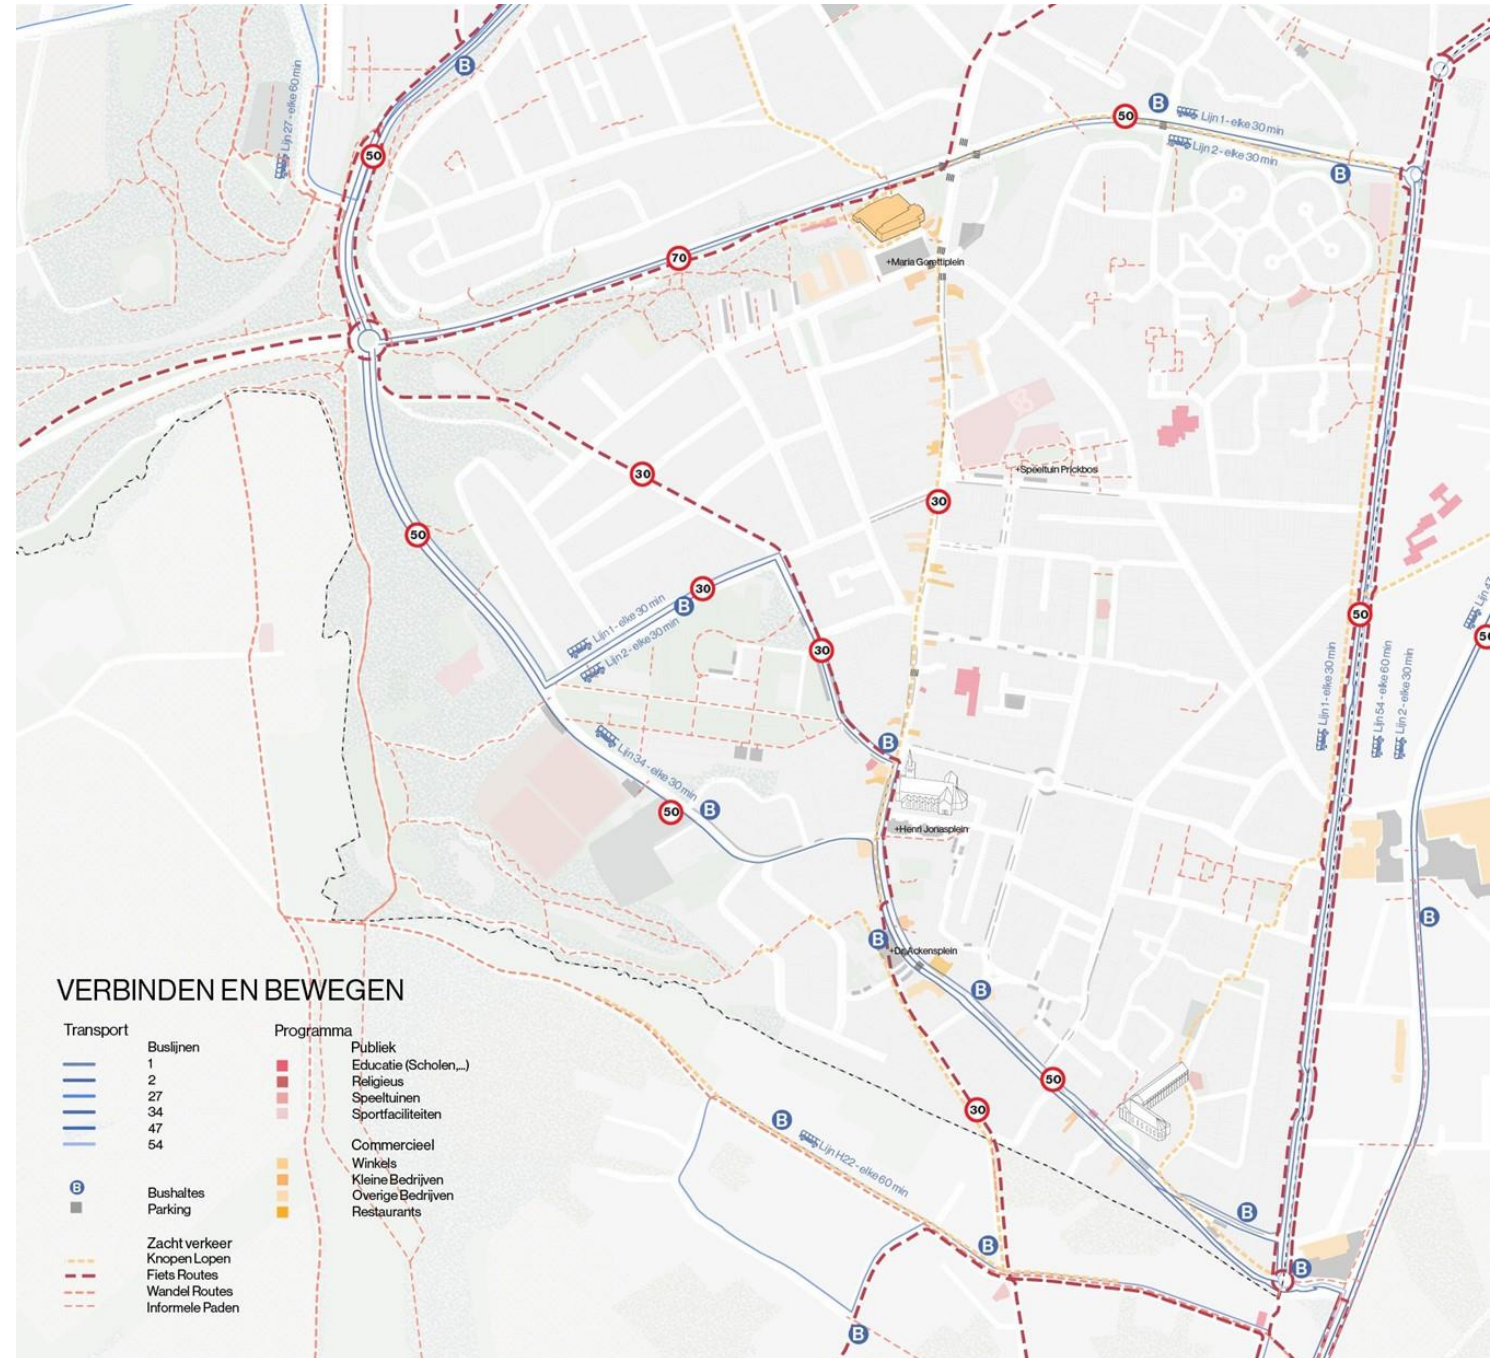 B
Lijn 27 - elke 60 min
50
50
B
Lijn 1 - elke 30 min
Lijn 2 - elke 30 min
B
70
+Maria Gorettiplein
30
+Speeltuin Prickbos
30
50
30
B
Lijn 1 - elke 30 min
Lijn 2 - elke 30 min
30
50
Lijn 47
50
Lijn 1 - elke 30 min
Lijn 54 - elke 60 min
Lijn 2 - elke 30 min
B
Lijn 34 - elke 30 min
50
B
+Henri Jonasplein
B
B
+Dr. Ackensplein
B
50
30
B
Lijn H22 - elke 60 min
B
B
B
B
VERBINDEN EN BEWEGEN
Transport
Buslijnen
1
2
27
34
47
54
B
Bushaltes
Parking
Zacht verkeer
Knopen Lopen
Fiets Routes
Wandel Routes
Informele Paden
Programma
Publiek
Educatie (Scholen,...)
Religieus
Speeltuinen
Sportfaciliteiten
Commercieel
Winkels
Kleine Bedrijven
Overige Bedrijven
Restaurants